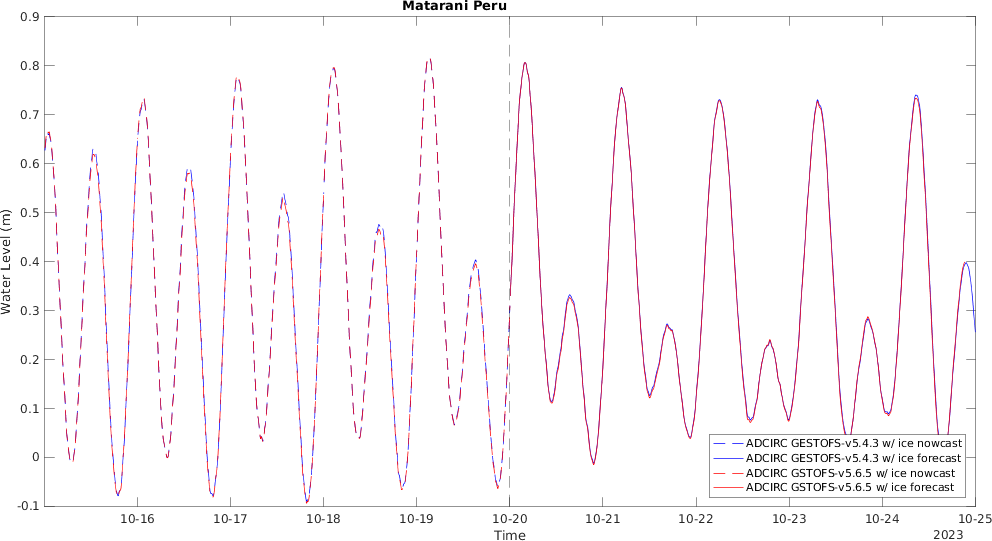 Matarani Peru
0.9
0.8
0.7
0.6
0.5
0.4
0.3
0.2
0.1
0
-0.1
Water Level (m)
10-16 10-17 10-18 10-19 10-20 10-21 10-22 10-23 10-24 10-25
Time
2023
ADCIRC GESTOFS-v5.4.3 w/ ice nowcast
ADCIRC GESTOFS-v5.4.3 w/ ice forecast
ADCIRC GSTOFS-v5.6.5 w/ ice nowcast
ADCIRC GSTOFS-v5.6.5 w/ ice forecast